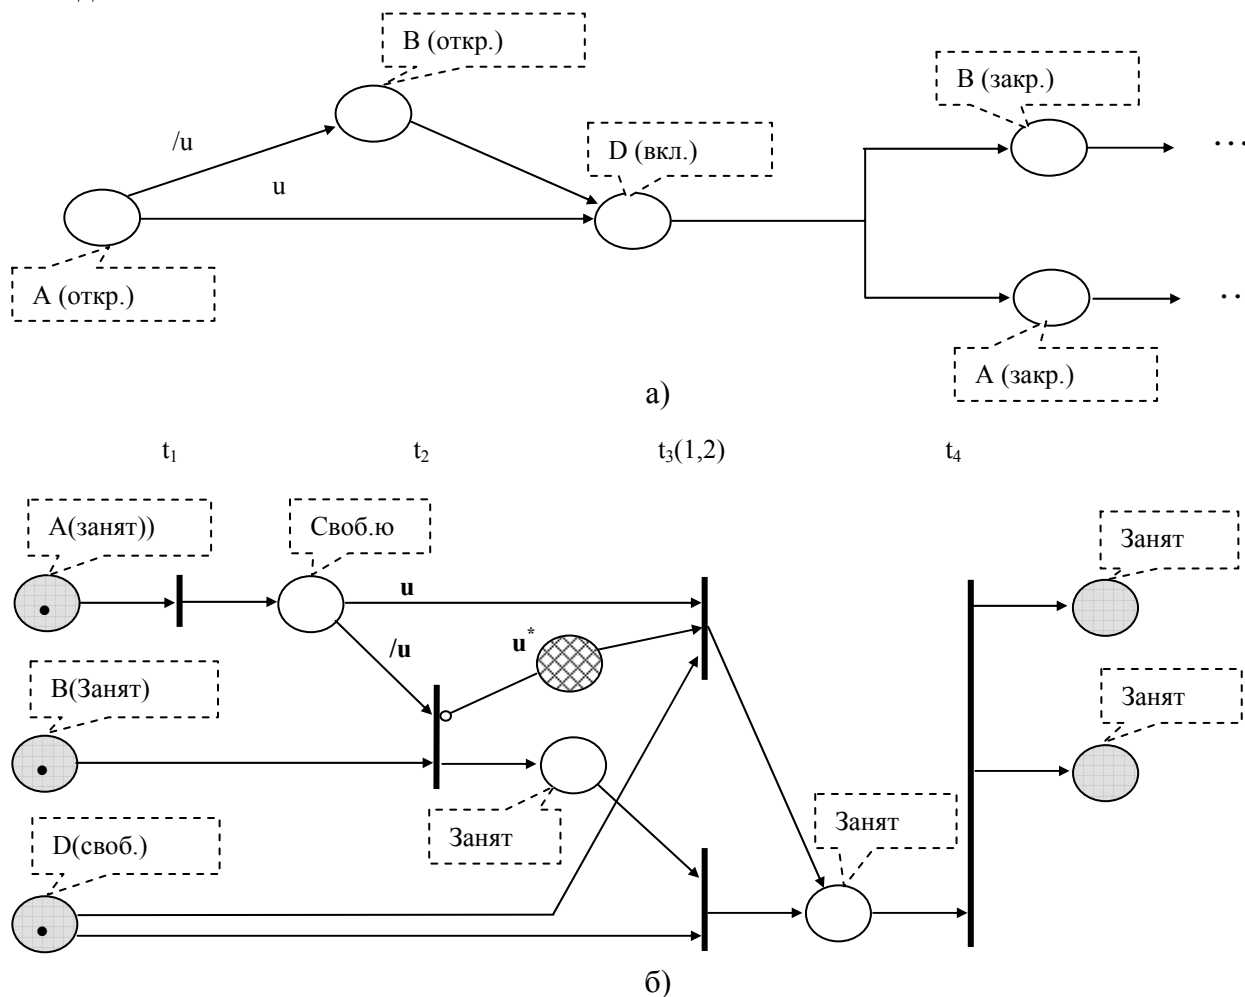 В (откр.)
В (закр.)
/u
D (вкл.)
...
u
А (откр.)
..
А (закр.)
а)
t₁ t₂ t₃(1,2) t₄
А(занят))
Своб.ю
Занят
u
/u
u*
В(Занят)
Занят
D(своб.)
Занят
Занят
б)